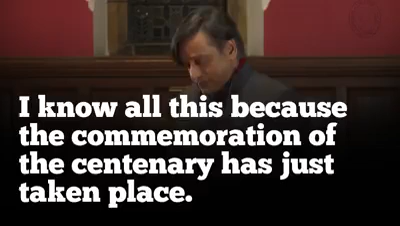 I know all this because
the commemoration of
the centenary has just
taken place.